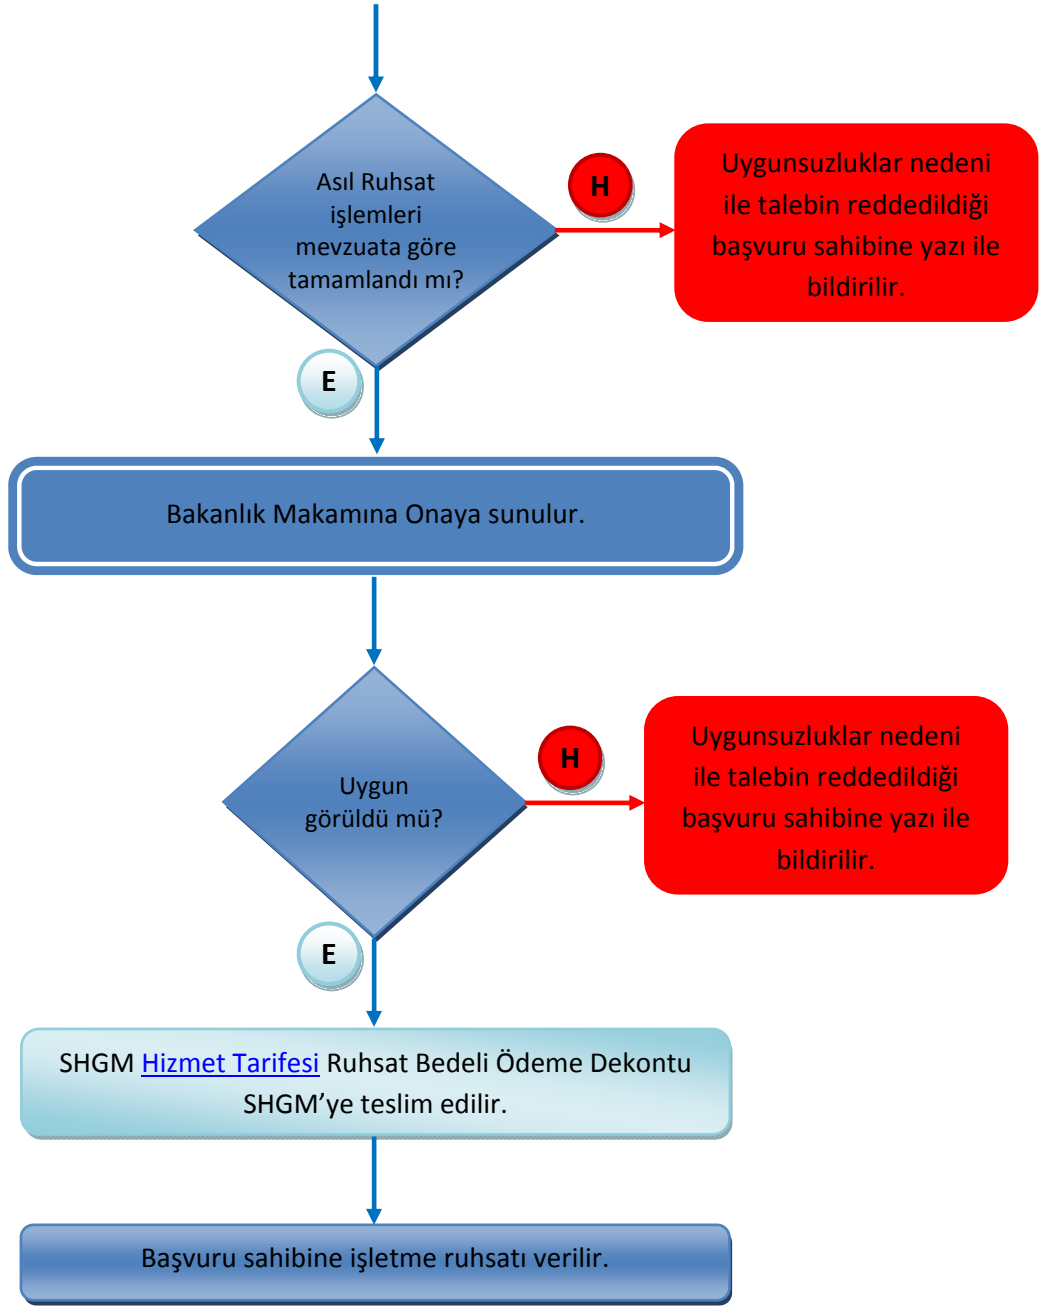 Asıl Ruhsat
işlemleri
mevzuata göre
tamamlandı mı?
H
Uygunsuzluklar nedeni
ile talebin reddedildiği
başvuru sahibine yazı ile
bildirilir.
E
Bakanlık Makamına Onaya sunulur.
Uygun
görüldü mü?
H
Uygunsuzluklar nedeni
ile talebin reddedildiği
başvuru sahibine yazı ile
bildirilir.
E
SHGM Hizmet Tarifesi Ruhsat Bedeli Ödeme Dekontu
SHGM’ye teslim edilir.
Başvuru sahibine işletme ruhsatı verilir.